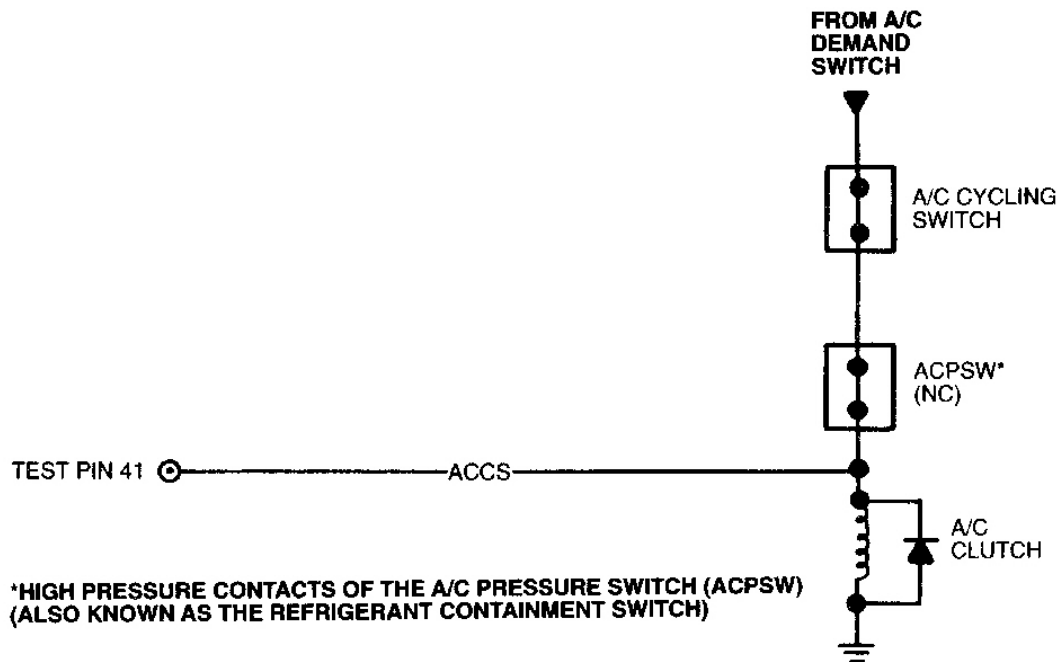 FROM A/C
DEMAND
SWITCH
A/C CYCLING
SWITCH
ACPSW*
(NC)
TEST PIN 41
ACCS
A/C
CLUTCH
*HIGH PRESSURE CONTACTS OF THE A/C PRESSURE SWITCH (ACPSW)
(ALSO KNOWN AS THE REFRIGERANT CONTAINMENT SWITCH)